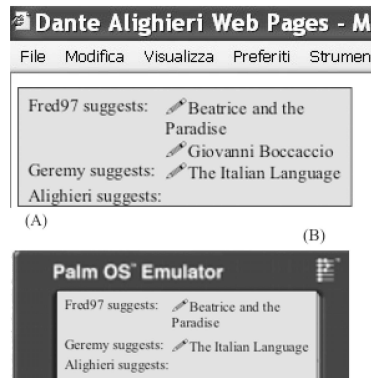 Dante Alighieri Web Pages - M
File Modifica Visualizza Preferiti Strumen
Fred97 suggests: Beatrice and the
Paradise
Giovanni Boccaccio
Geremy suggests: The Italian Language
Alighieri suggests:
(A)
(B)
Palm OS™ Emulator
Fred97 suggests: Beatrice and the
Paradise
Geremy suggests: The Italian Language
Alighieri suggests: